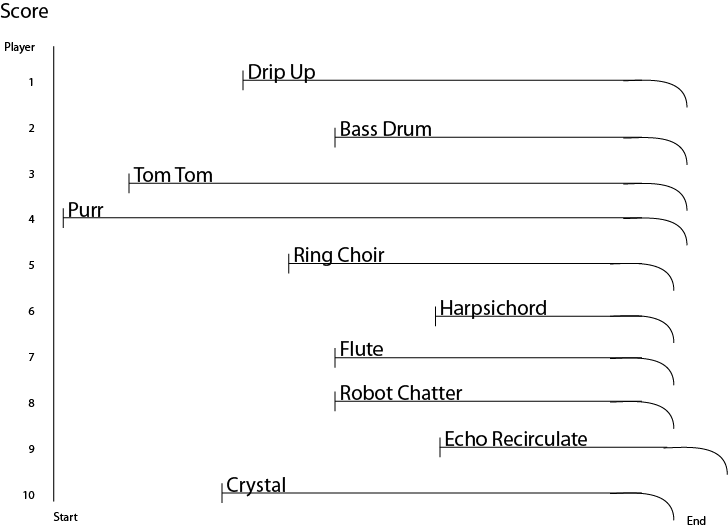 Score
Player
1 Drip Up
2 Bass Drum
3 Tom Tom
4 Purr
5 Ring Choir
6 Harpsichord
7 Flute
8 Robot Chatter
9 Echo Recirculate
10 Crystal
Start End